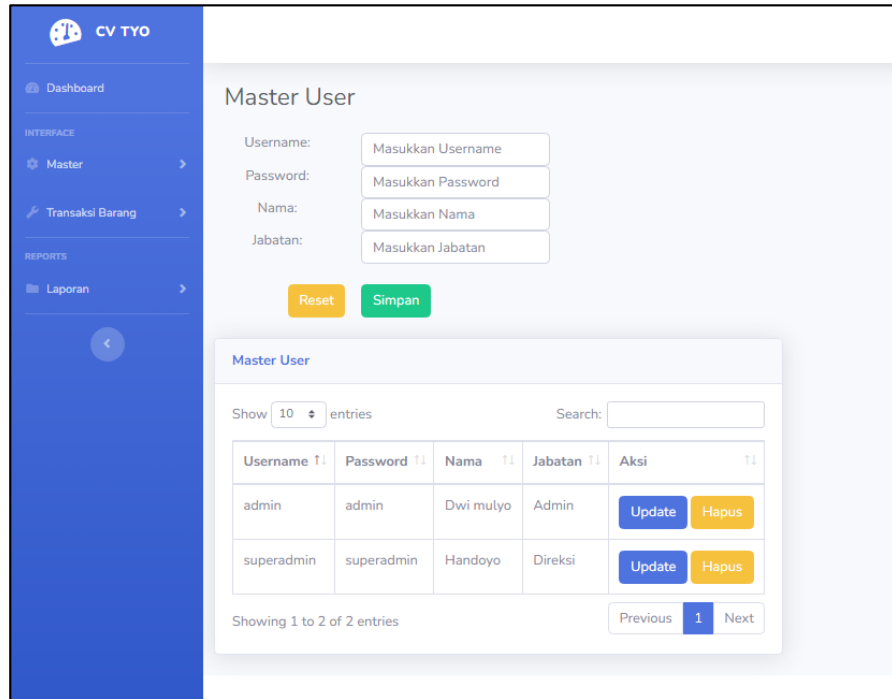 CV TYO
Dashboard
INTERFACE
Master
Transaksi Barang
REPORTS
Laporan
Master User
Username: Masukkan Username
Password: Masukkan Password
Nama: Masukkan Nama
Jabatan: Masukkan Jabatan
Reset Simpan
Master User
Show 10 entries Search:
Username Password Nama Jabatan Aksi
admin admin Dwi mulyo Admin Update Hapus
superadmin superadmin Handoyo Direksi Update Hapus
Showing 1 to 2 of 2 entries Previous 1 Next